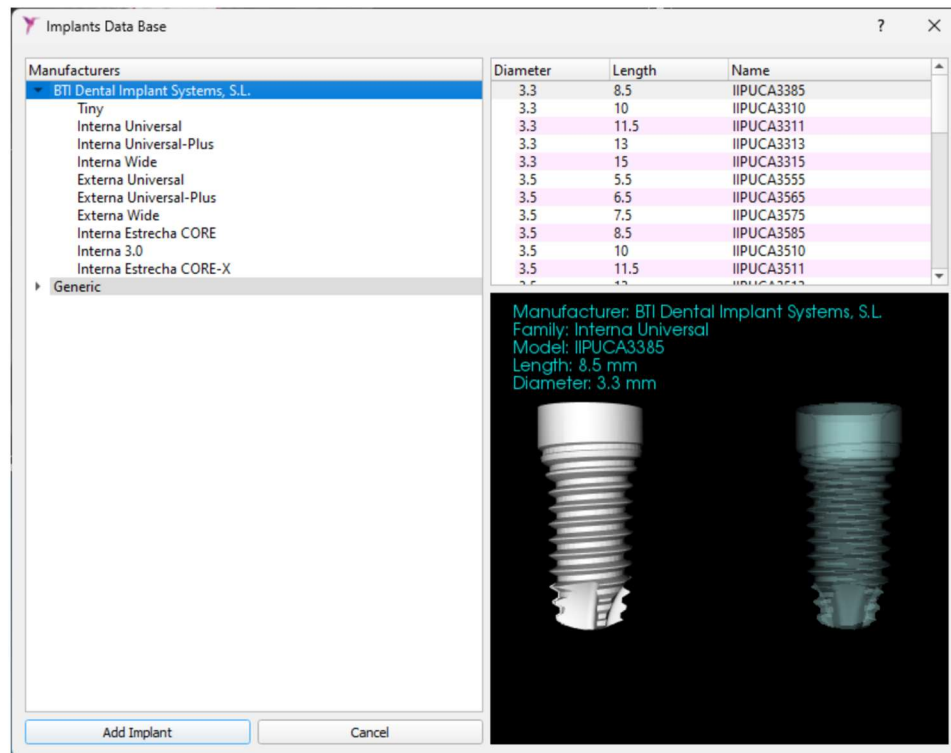 Implants Data Base
? ×
Manufacturers
BTI Dental Implant Systems, S.L.
Tiny
Interna Universal
Interna Universal-Plus
Interna Wide
Externa Universal
Externa Universal-Plus
Externa Wide
Interna Estrecha CORE
Interna 3.0
Interna Estrecha CORE-X
Generic
Diameter Length Name
3.3 8.5 IIPUCA3385
3.3 10 IIPUCA3310
3.3 11.5 IIPUCA3311
3.3 13 IIPUCA3313
3.3 15 IIPUCA3315
3.5 5.5 IIPUCA3555
3.5 6.5 IIPUCA3565
3.5 7.5 IIPUCA3575
3.5 8.5 IIPUCA3585
3.5 10 IIPUCA3510
3.5 11.5 IIPUCA3511
Manufacturer: BTI Dental Implant Systems, S.L.
Family: Interna Universal
Model: IIPUCA3385
Length: 8.5 mm
Diameter: 3.3 mm
Add Implant
Cancel